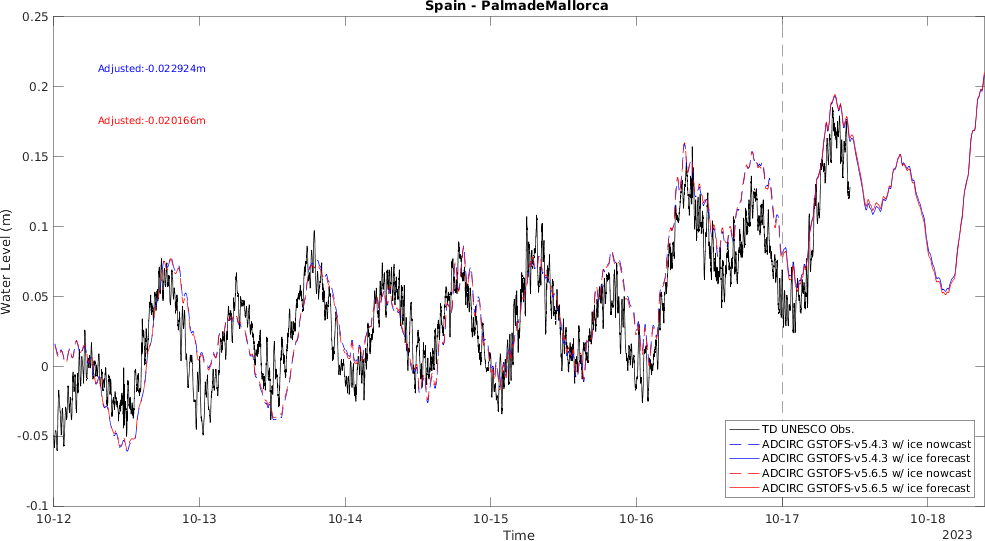 Spain - PalmadeMallorca
0.25
0.2
0.15
0.1
0.05
0
-0.05
-0.1
Water Level (m)
Adjusted:-0.022924m
Adjusted:-0.020166m
TD UNESCO Obs.
ADCIRC GSTOFS-v5.4.3 w/ ice nowcast
ADCIRC GSTOFS-v5.4.3 w/ ice forecast
ADCIRC GSTOFS-v5.6.5 w/ ice nowcast
ADCIRC GSTOFS-v5.6.5 w/ ice forecast
10-12 10-13 10-14 10-15 10-16 10-17 10-18
Time
2023